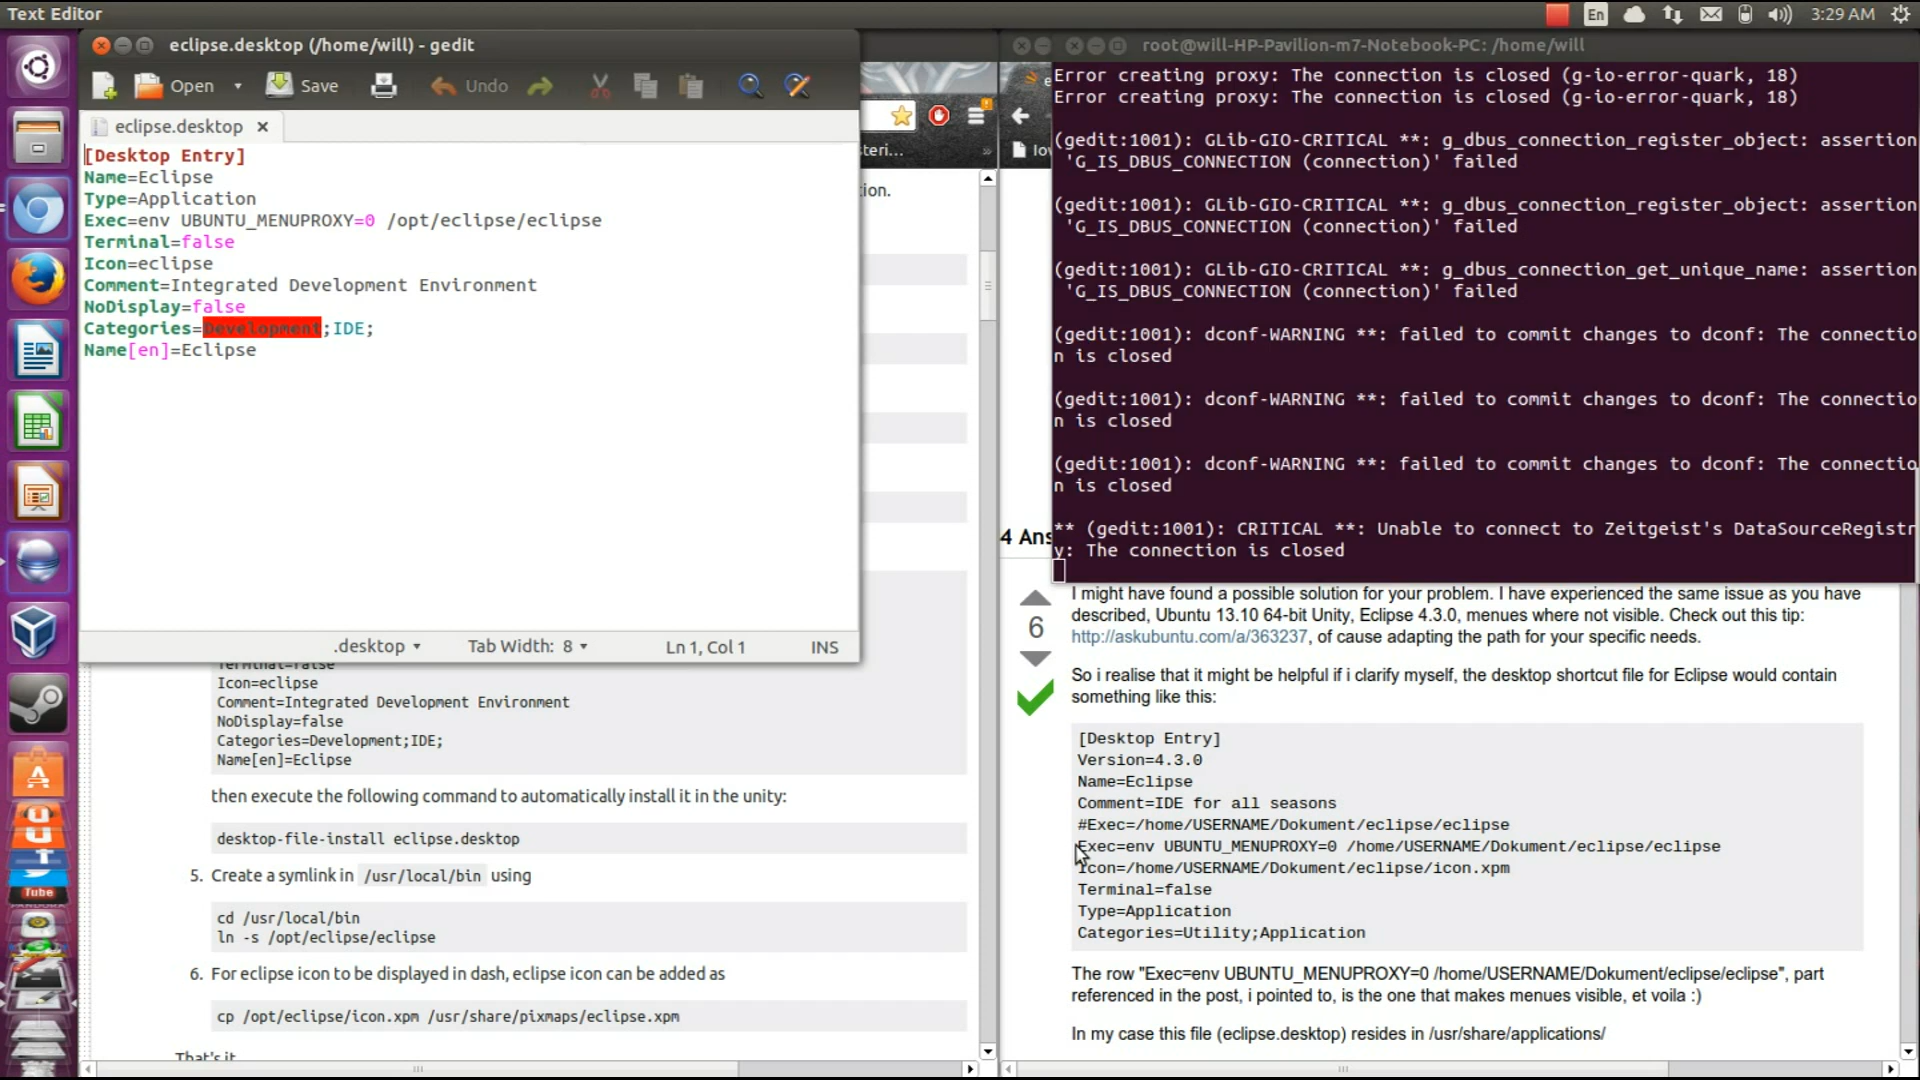 Text Editor
En
3:29 AM
eclipse.desktop (/home/will) - gedit
Open
Save
Undo
eclipse.desktop
[Desktop Entry]
Name=Eclipse
Type=Application
Exec=env UBUNTU_MENUPROXY=0 /opt/eclipse/eclipse
Terminal=false
Icon=eclipse
Comment=Integrated Development Environment
NoDisplay=false
Categories=Development;IDE;
Name[en]=Eclipse
.desktop
Tab Width: 8
Ln 1, Col 1
INS
teri...
ion.
Icon=eclipse
Comment=Integrated Development Environment
NoDisplay=false
Categories=Development;IDE;
Name[en]=Eclipse
then execute the following command to automatically install it in the unity:
desktop-file-install eclipse.desktop
5. Create a symlink in /usr/local/bin using
cd /usr/local/bin
ln -s /opt/eclipse/eclipse
6. For eclipse icon to be displayed in dash, eclipse icon can be added as
cp /opt/eclipse/icon.xpm /usr/share/pixmaps/eclipse.xpm
That's it
root@will-HP-Pavilion-m7-Notebook-PC: /home/will
Error creating proxy: The connection is closed (g-io-error-quark, 18)
Error creating proxy: The connection is closed (g-io-error-quark, 18)
(gedit:1001): GLib-GIO-CRITICAL **: g_dbus_connection_register_object: assertion
'G_IS_DBUS_CONNECTION (connection)' failed
(gedit:1001): GLib-GIO-CRITICAL **: g_dbus_connection_register_object: assertion
'G_IS_DBUS_CONNECTION (connection)' failed
(gedit:1001): GLib-GIO-CRITICAL **: g_dbus_connection_get_unique_name: assertion
'G_IS_DBUS_CONNECTION (connection)' failed
(gedit:1001): dconf-WARNING **: failed to commit changes to dconf: The connectio
n is closed
(gedit:1001): dconf-WARNING **: failed to commit changes to dconf: The connectio
n is closed
(gedit:1001): dconf-WARNING **: failed to commit changes to dconf: The connectio
n is closed
** (gedit:1001): CRITICAL **: Unable to connect to Zeitgeist's DataSourceRegistr
y: The connection is closed
4 Ans
6
I might have found a possible solution for your problem. I have experienced the same issue as you have
described, Ubuntu 13.10 64-bit Unity, Eclipse 4.3.0, menues where not visible. Check out this tip:
http://askubuntu.com/a/363237, of cause adapting the path for your specific needs.
So i realise that it might be helpful if i clarify myself, the desktop shortcut file for Eclipse would contain
something like this:
[Desktop Entry]
Version=4.3.0
Name=Eclipse
Comment=IDE for all seasons
#Exec=/home/USERNAME/Dokument/eclipse/eclipse
Exec=env UBUNTU_MENUPROXY=0 /home/USERNAME/Dokument/eclipse/eclipse
Icon=/home/USERNAME/Dokument/eclipse/icon.xpm
Terminal=false
Type=Application
Categories=Utility;Application
The row "Exec=env UBUNTU_MENUPROXY=0 /home/USERNAME/Dokument/eclipse/eclipse", part
referenced in the post, i pointed to, is the one that makes menues visible, et voila :)
In my case this file (eclipse.desktop) resides in /usr/share/applications/